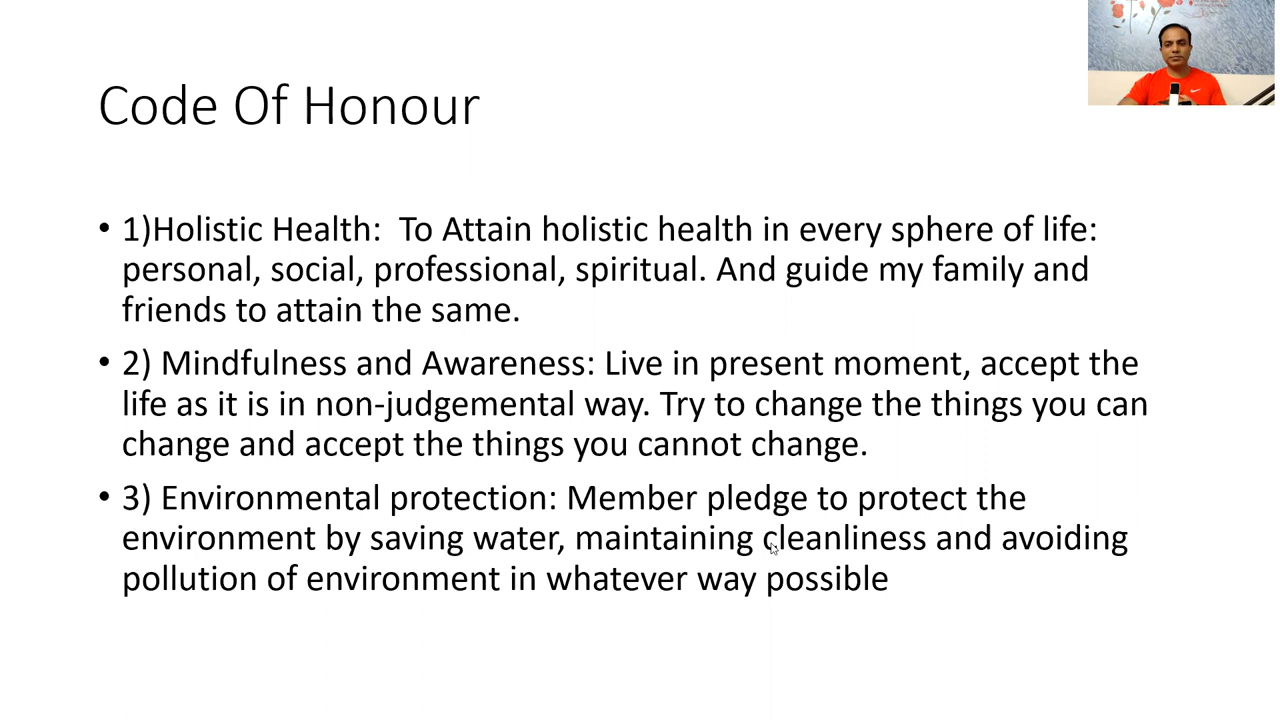 Code Of Honour
• 1)Holistic Health:  To Attain holistic health in every sphere of life:
personal, social, professional, spiritual. And guide my family and
friends to attain the same.
• 2) Mindfulness and Awareness: Live in present moment, accept the
life as it is in non-judgemental way. Try to change the things you can
change and accept the things you cannot change.
• 3) Environmental protection: Member pledge to protect the
environment by saving water, maintaining cleanliness and avoiding
pollution of environment in whatever way possible